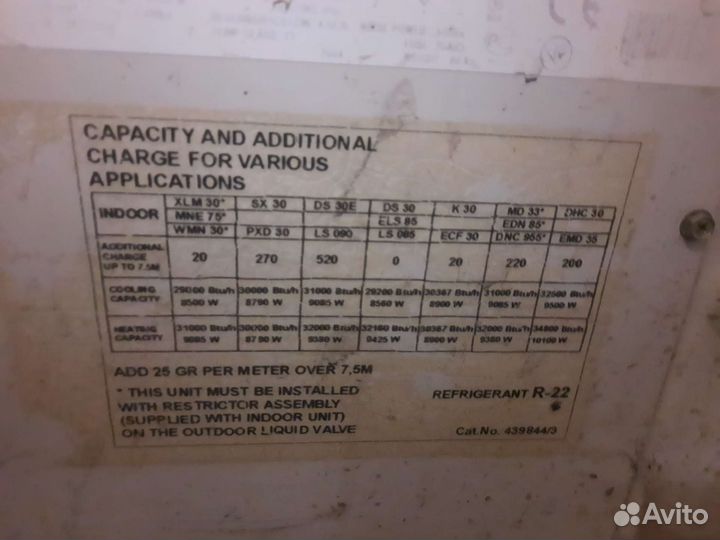 CAPACITY AND ADDITIONAL
CHARGE FOR VARIOUS
APPLICATIONS
INDOOR
XLM 30* SX 30 DS 30E DS 30 K 30 MD 33* DHC 30
MNE 75* ELS 85 EDN 85*
WMN 30* PXD 30 LS 090 LS 085 ECF 30 DNC 955* EMD 35
ADDITIONAL
CHARGE
UP TO 7.5M
20 270 520 0 20 220 200
COOLING
CAPACITY
29000 Btu/h 30000 Btu/h 31000 Btu/h 29200 Btu/h 30367 Btu/h 31000 Btu/h 32500 Btu/h
8500 W 8790 W 9085 W 8560 W 8900 W 9085 W 9500 W
HEATING
CAPACITY
31000 Btu/h 30000 Btu/h 32000 Btu/h 32160 Btu/h 30367 Btu/h 32000 Btu/h 34800 Btu/h
9085 W 8790 W 9380 W 9425 W 8900 W 9380 W 10100 W
ADD 25 GR PER METER OVER 7,5M
* THIS UNIT MUST BE INSTALLED
WITH RESTRICTOR ASSEMBLY
(SUPPLIED WITH INDOOR UNIT)
ON THE OUTDOOR LIQUID VALVE
REFRIGERANT R-22
Cat.No. 439844/3
Avito